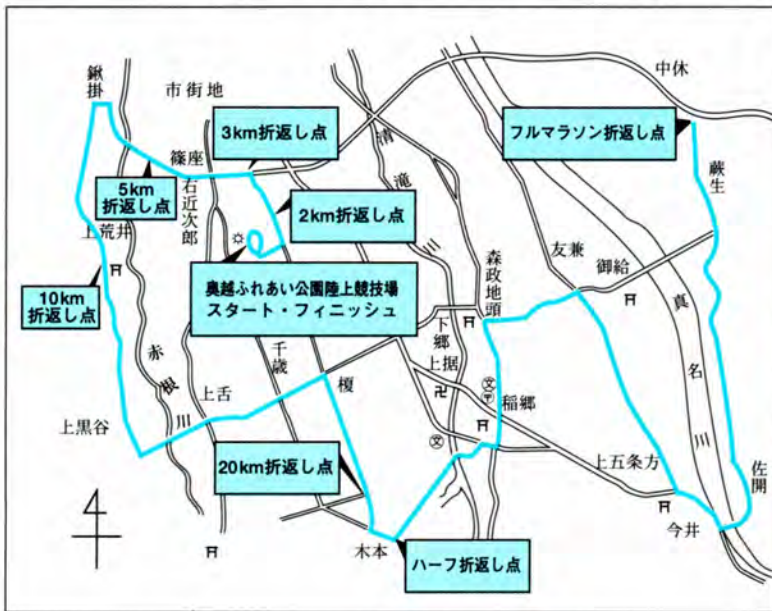 鍬掛
市街地
中休
3km折返し点
フルマラソン折返し点
清滝川
篠座
蕨生
5km
折返し点
右近次郎
2km折返し点
上荒井
友兼
御給
森政地頭
奥越ふれあい公園陸上競技場
スタート・フィニッシュ
10km
折返し点
真名川
下郷
赤根川
千歳
上据
榎
上舌
稲郷
上黒谷
20km折返し点
上五条方
佐開
今井
木本
ハーフ折返し点